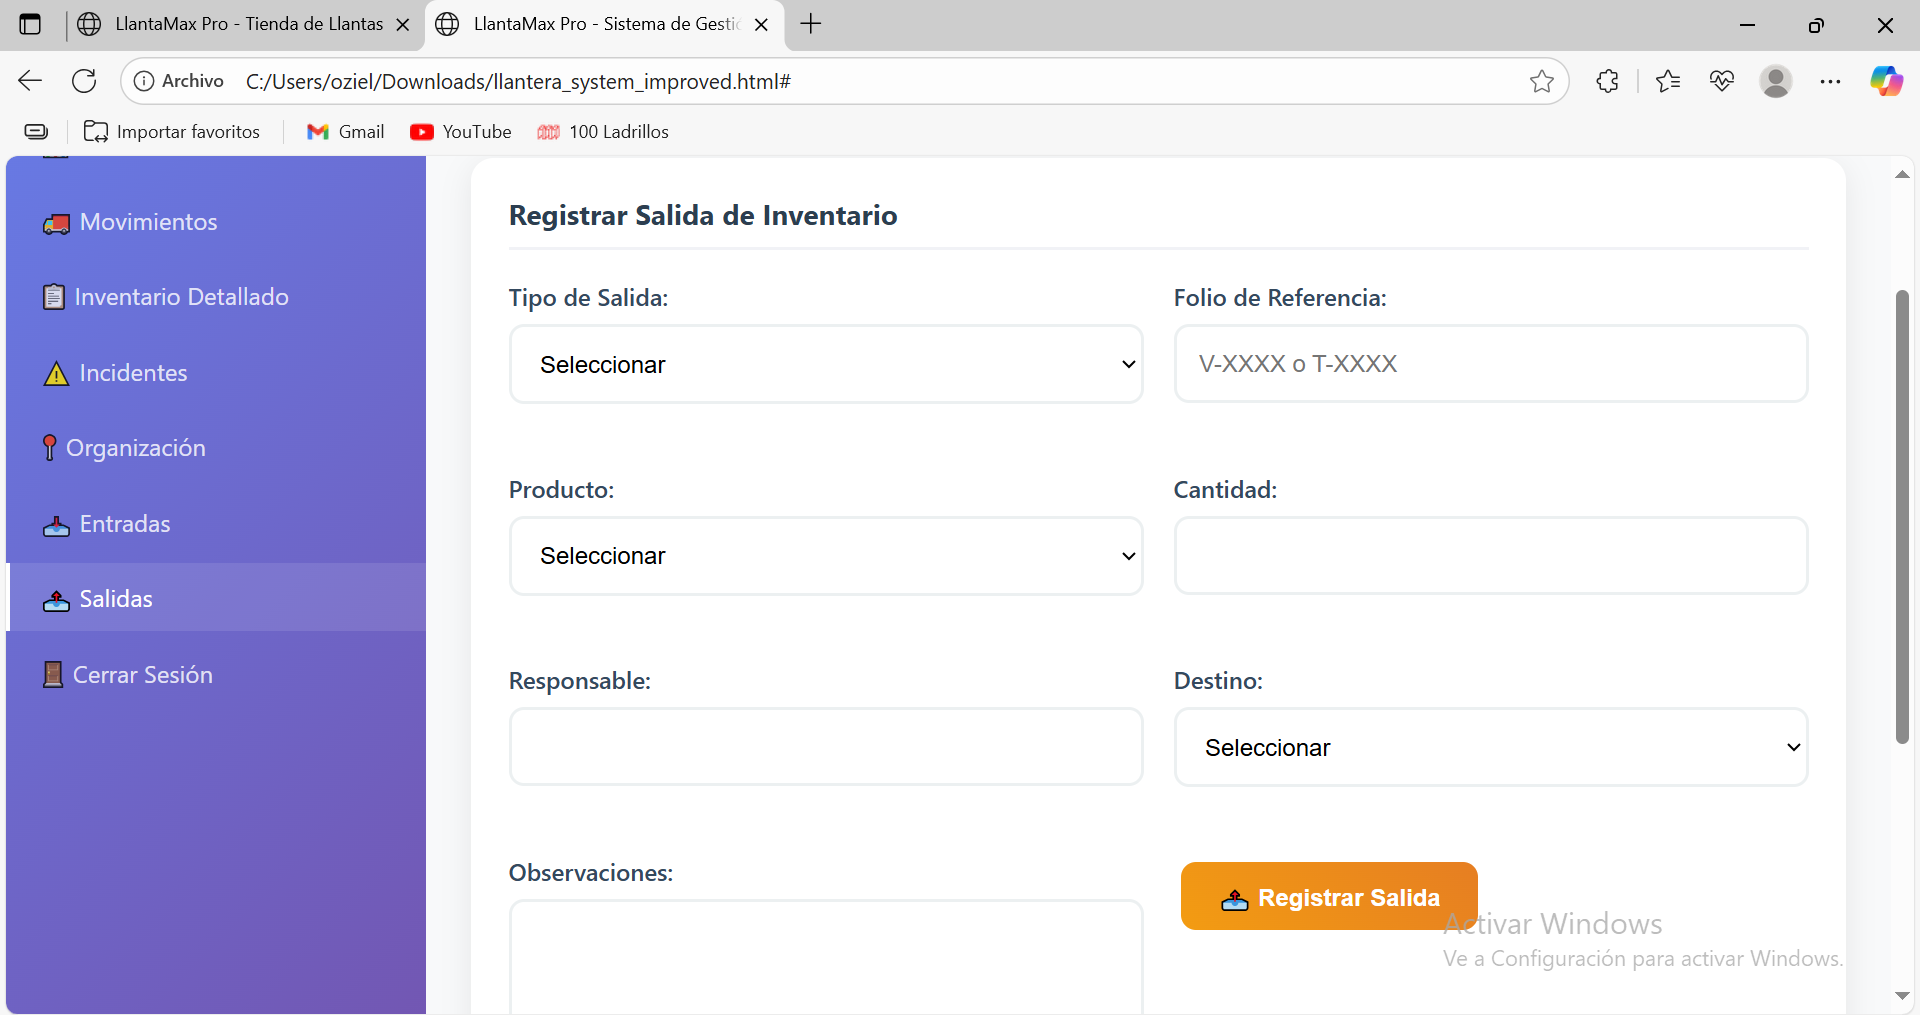 LlantaMax Pro - Tienda de Llantas
LlantaMax Pro - Sistema de Gesti
Archivo
C:/Users/oziel/Downloads/llantera_system_improved.html#
Importar favoritos
Gmail
YouTube
100 Ladrillos
Movimientos
Inventario Detallado
Incidentes
Organización
Entradas
Salidas
Cerrar Sesión
Registrar Salida de Inventario
Tipo de Salida:
Folio de Referencia:
Seleccionar
V-XXXX o T-XXXX
Producto:
Cantidad:
Seleccionar
Responsable:
Destino:
Seleccionar
Observaciones:
Registrar Salida
Activar Windows
Ve a Configuración para activar Windows.